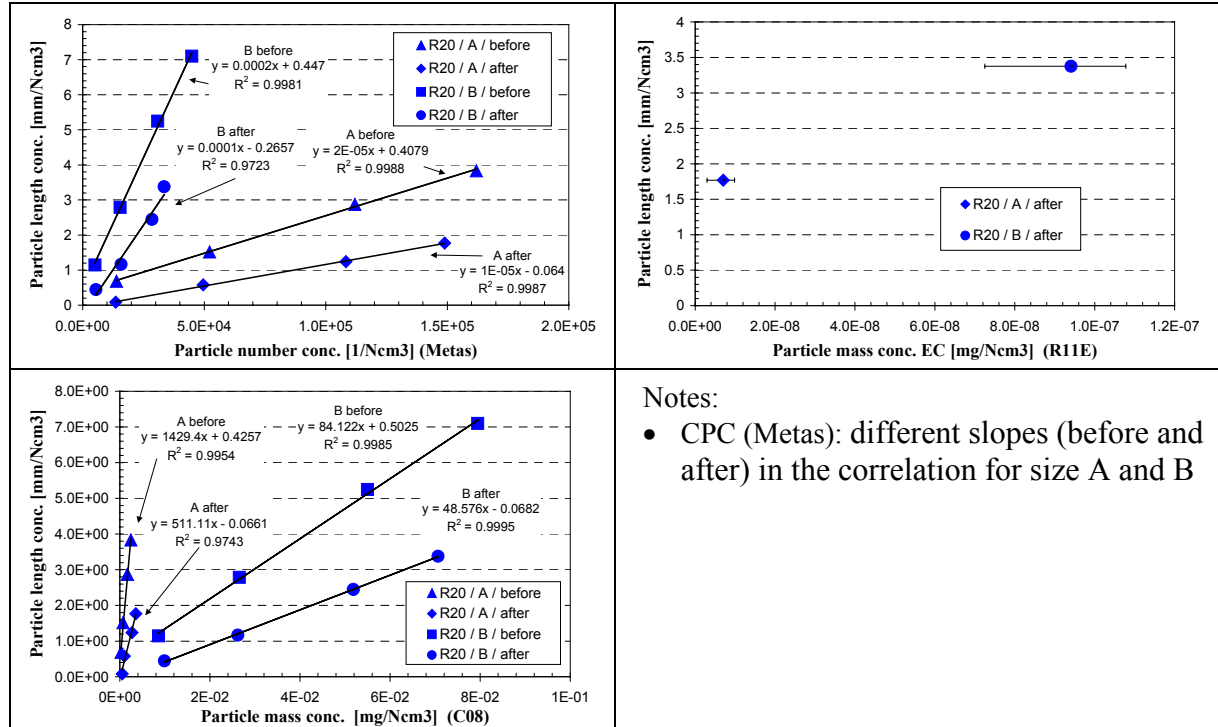 8
7
6
5
4
3
2
1
0
Particle length conc. [mm/Ncm3]
B before
y = 0.0002x + 0.447
R² = 0.9981
B after
y = 0.0001x - 0.2657
R² = 0.9723
A before
y = 2E-05x + 0.4079
R² = 0.9988
A after
y = 1E-05x - 0.064
R² = 0.9987
R20 / A / before
R20 / A / after
R20 / B / before
R20 / B / after
0.0E+00 5.0E+04 1.0E+05 1.5E+05 2.0E+05
Particle number conc. [1/Ncm3] (Metas)
4
3.5
3
2.5
2
1.5
1
0.5
0
Particle length conc. [mm/Ncm3]
R20 / A / after
R20 / B / after
0.0E+00 2.0E-08 4.0E-08 6.0E-08 8.0E-08 1.0E-07 1.2E-07
Particle mass conc. EC [mg/Ncm3] (R11E)
8.0E+00
7.0E+00
6.0E+00
5.0E+00
4.0E+00
3.0E+00
2.0E+00
1.0E+00
0.0E+00
Particle length conc. [mm/Ncm3]
A before
y = 1429.4x + 0.4257
R² = 0.9954
A after
y = 511.11x - 0.0661
R² = 0.9743
B before
y = 84.122x + 0.5025
R² = 0.9985
B after
y = 48.576x - 0.0682
R² = 0.9995
R20 / A / before
R20 / A / after
R20 / B / before
R20 / B / after
0E+00 2E-02 4E-02 6E-02 8E-02 1E-01
Particle mass conc. [mg/Ncm3] (C08)
Notes:
• CPC (Metas): different slopes (before and
after) in the correlation for size A and B